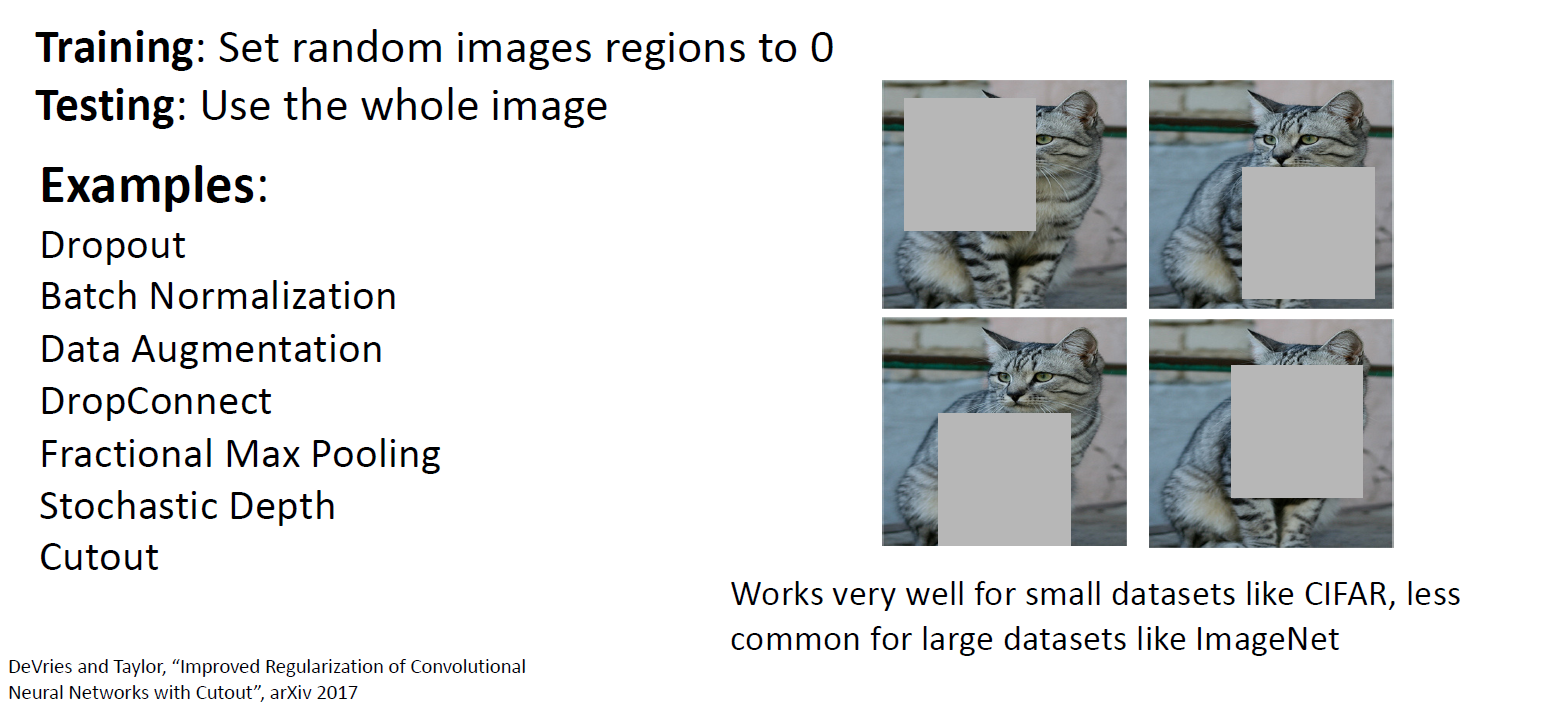 Training: Set random images regions to 0
Testing: Use the whole image
Examples:
Dropout
Batch Normalization
Data Augmentation
DropConnect
Fractional Max Pooling
Stochastic Depth
Cutout
Works very well for small datasets like CIFAR, less
common for large datasets like ImageNet
DeVries and Taylor, “Improved Regularization of Convolutional
Neural Networks with Cutout”, arXiv 2017